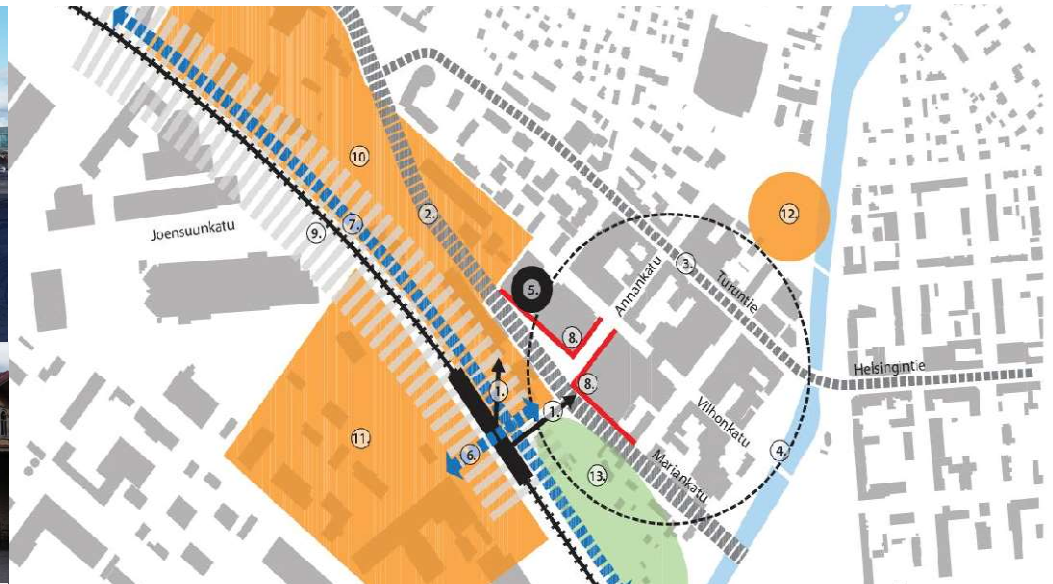 10.
12.
2.
Joensuunkatu
7.
9.
3.
Annankatu
Turuntie
5.
8.
Helsingintie
8.
1.
1.
Vilhonkatu
11.
6.
4.
Mariankatu
13.